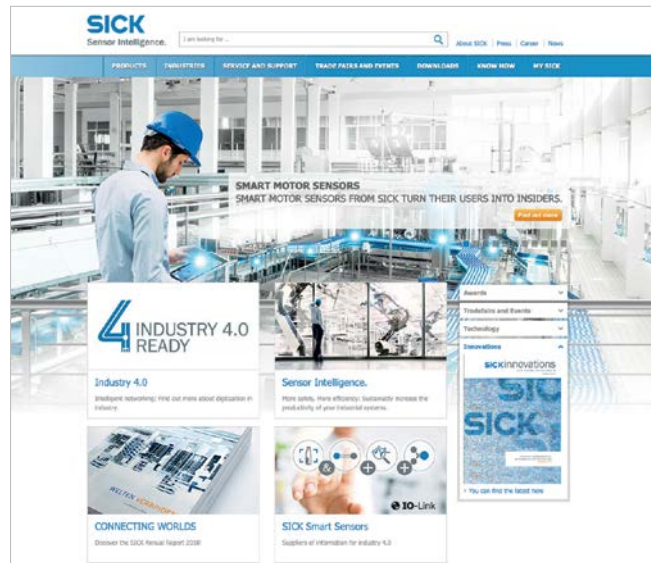 SICK
Sensor Intelligence.
I am looking for ...
About SICK | Press | Career | News
PRODUCTS INDUSTRIES SERVICE AND SUPPORT TRADE FAIRS AND EVENTS DOWNLOADS KNOW HOW MY SICK
SMART MOTOR SENSORS
SMART MOTOR SENSORS FROM SICK TURN THEIR USERS INTO INSIDERS.
Find out more
4 INDUSTRY 4.0
READY
Industry 4.0
Intelligent networking: Find out more about digitization in
industry.
Sensor Intelligence.
More safety. More efficiency: Sustainably increase the
productivity of your industrial systems.
Awards
Tradefairs and Events
Technology
Innovations
SICKinnovations
SIC
SICK
› You can find the latest here
WELTEN VERKNÜPFEN
CONNECTING WORLDS
Discover the SICK Annual Report 2016!
& + +
IO-Link
SICK Smart Sensors
Suppliers of information for Industry 4.0